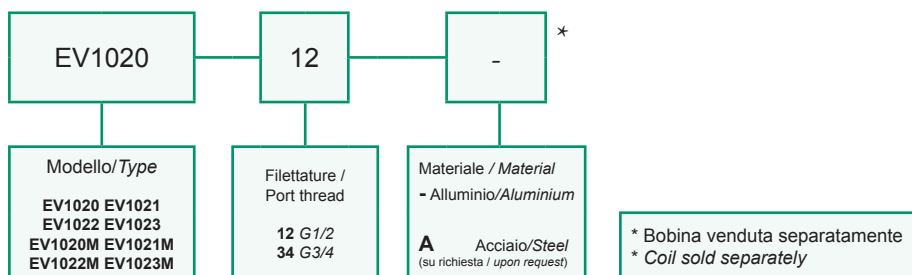 EV1020
12
-
*
Modello/Type
EV1020 EV1021
EV1022 EV1023
EV1020M EV1021M
EV1022M EV1023M
Filettature /
Port thread
12 G1/2
34 G3/4
Materiale / Material
- Alluminio/Aluminium
A Acciaio/Steel
(su richiesta / upon request)
* Bobina venduta separatamente
* Coil sold separately